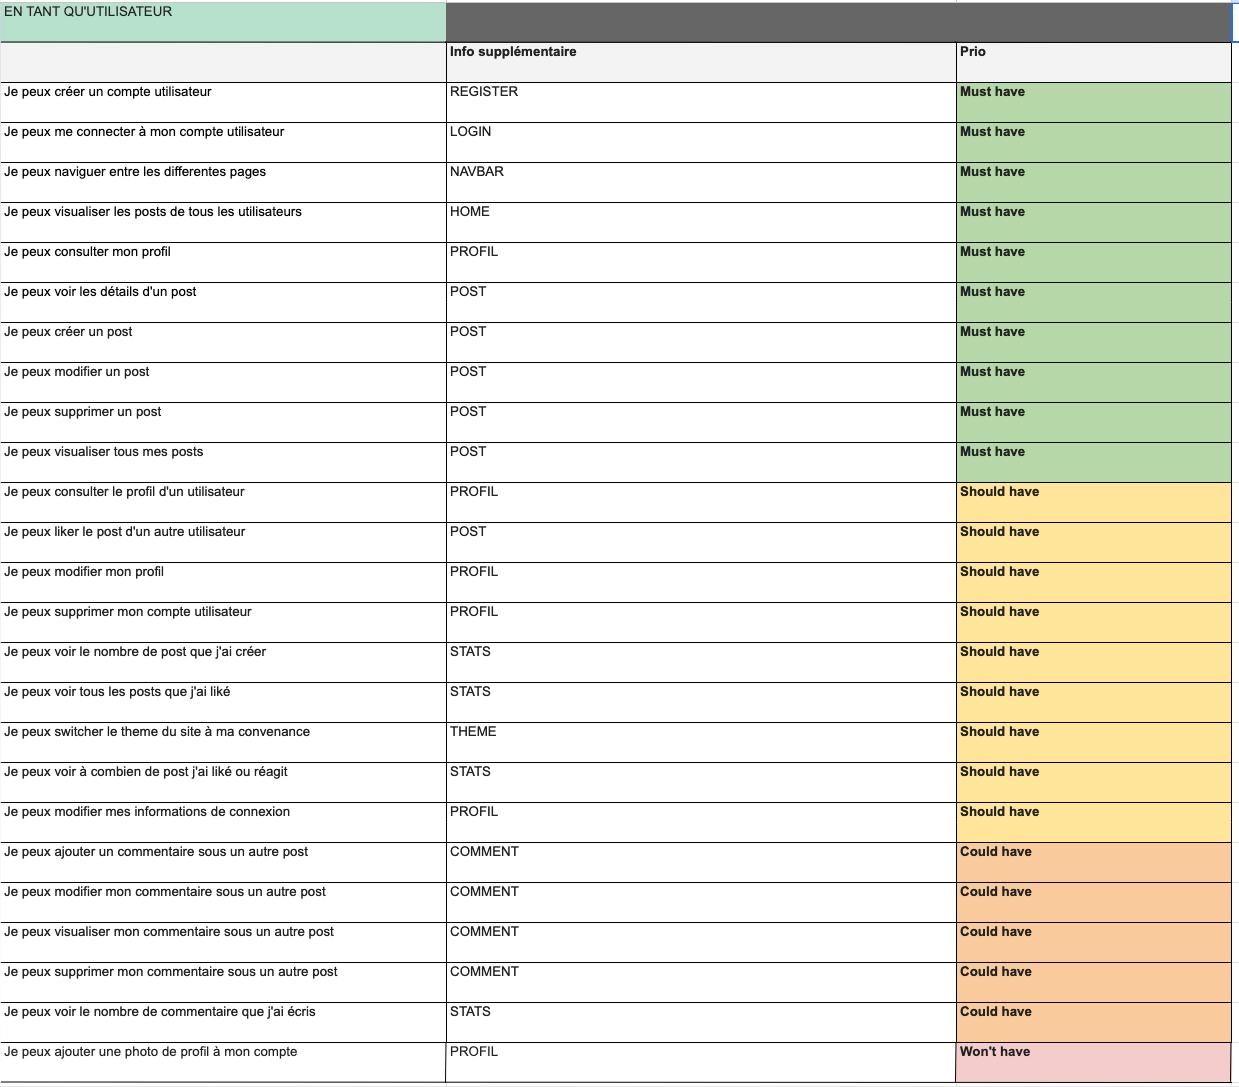 EN TANT QU'UTILISATEUR
Info supplémentaire Prio
Je peux créer un compte utilisateur REGISTER Must have
Je peux me connecter à mon compte utilisateur LOGIN Must have
Je peux naviguer entre les differentes pages NAVBAR Must have
Je peux visualiser les posts de tous les utilisateurs HOME Must have
Je peux consulter mon profil PROFIL Must have
Je peux voir les détails d'un post POST Must have
Je peux créer un post POST Must have
Je peux modifier un post POST Must have
Je peux supprimer un post POST Must have
Je peux visualiser tous mes posts POST Must have
Je peux consulter le profil d'un utilisateur PROFIL Should have
Je peux liker le post d'un autre utilisateur POST Should have
Je peux modifier mon profil PROFIL Should have
Je peux supprimer mon compte utilisateur PROFIL Should have
Je peux voir le nombre de post que j'ai créer STATS Should have
Je peux voir tous les posts que j'ai liké STATS Should have
Je peux switcher le theme du site à ma convenance THEME Should have
Je peux voir à combien de post j'ai liké ou réagit STATS Should have
Je peux modifier mes informations de connexion PROFIL Should have
Je peux ajouter un commentaire sous un autre post COMMENT Could have
Je peux modifier mon commentaire sous un autre post COMMENT Could have
Je peux visualiser mon commentaire sous un autre post COMMENT Could have
Je peux supprimer mon commentaire sous un autre post COMMENT Could have
Je peux voir le nombre de commentaire que j'ai écris STATS Could have
Je peux ajouter une photo de profil à mon compte PROFIL Won't have